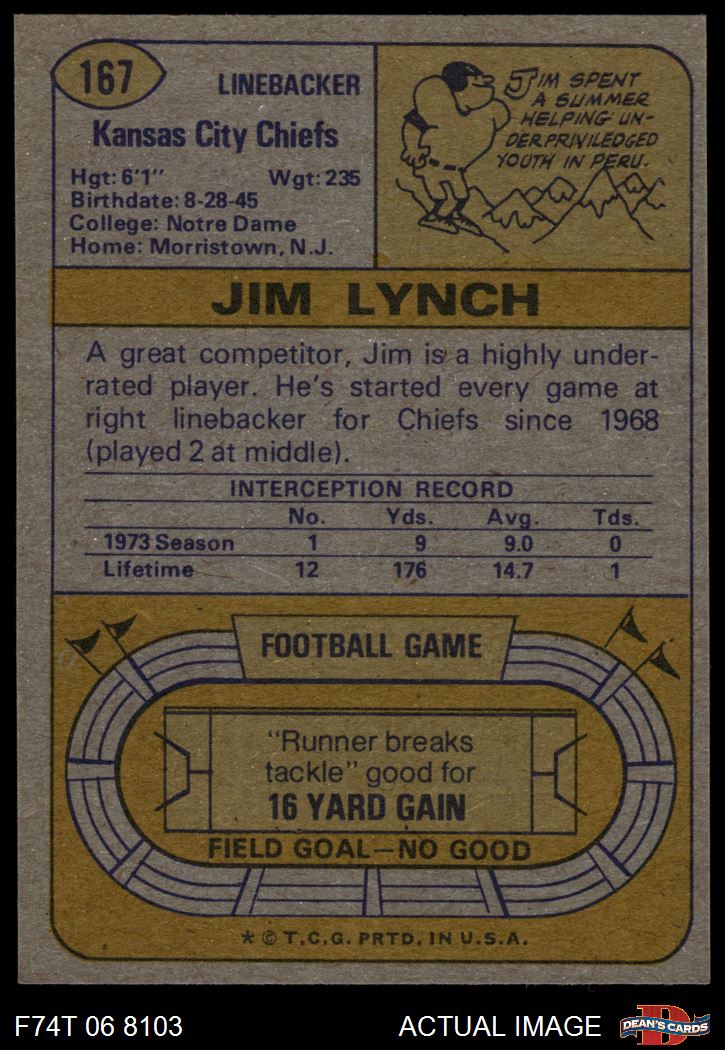 167
LINEBACKER
Kansas City Chiefs
Hgt: 6'1" Wgt: 235
Birthdate: 8-28-45
College: Notre Dame
Home: Morristown, N.J.
JIM SPENT
A SUMMER
HELPING UN-
DERPRIVILEDGED
YOUTH IN PERU.
JIM LYNCH
A great competitor, Jim is a highly under-
rated player. He's started every game at
right linebacker for Chiefs since 1968
(played 2 at middle).
INTERCEPTION RECORD
No. Yds. Avg. Tds.
1973 Season 1 9 9.0 0
Lifetime 12 176 14.7 1
FOOTBALL GAME
"Runner breaks
tackle" good for
16 YARD GAIN
FIELD GOAL—NO GOOD
* © T.C.G. PRTD. IN U.S.A.
F74T 06 8103 ACTUAL IMAGE
DEAN'S CARDS